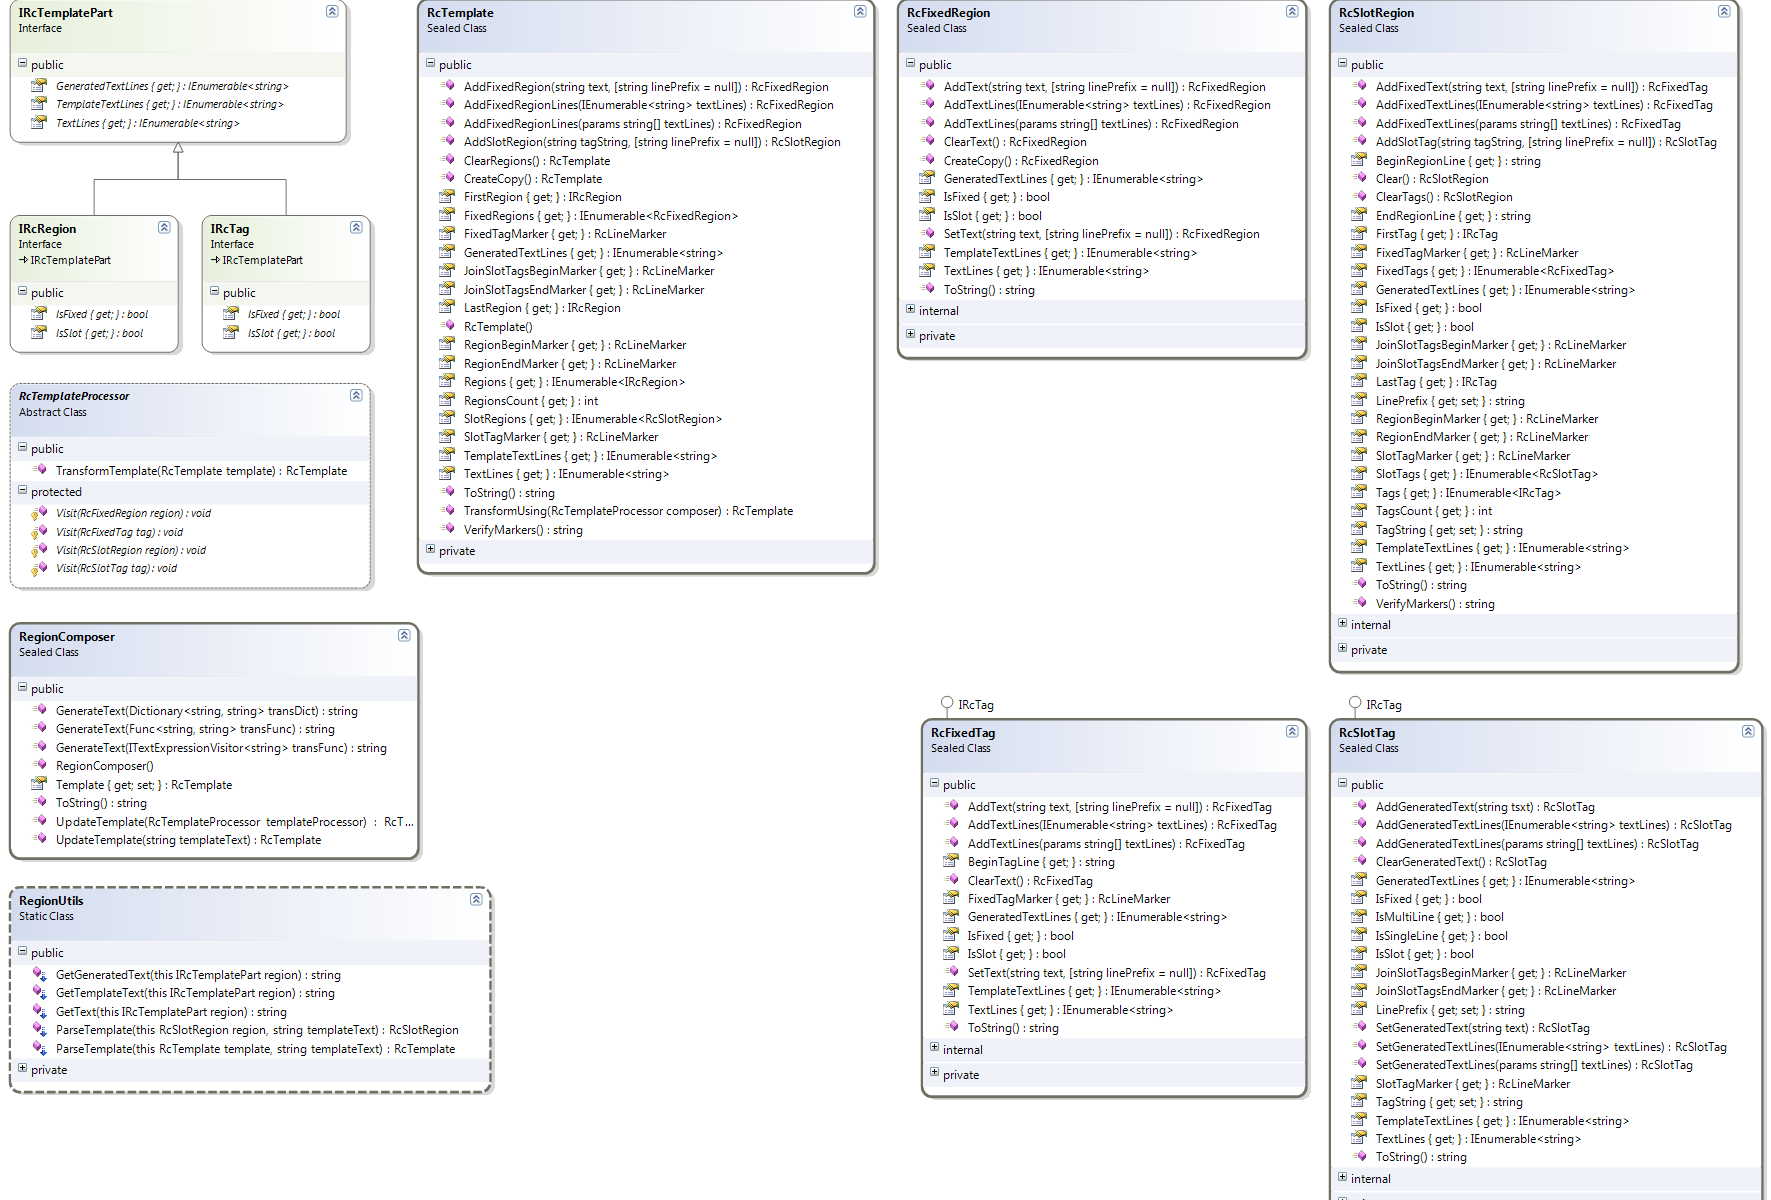 IRcTemplatePart
Interface
public
GeneratedTextLines { get; } : IEnumerable<string>
TemplateTextLines { get; } : IEnumerable<string>
TextLines { get; } : IEnumerable<string>
IRcRegion
Interface
IRcTemplatePart
public
IsFixed { get; } : bool
IsSlot { get; } : bool
IRcTag
Interface
IRcTemplatePart
public
IsFixed { get; } : bool
IsSlot { get; } : bool
RcTemplateProcessor
Abstract Class
public
TransformTemplate(RcTemplate template) : RcTemplate
protected
Visit(RcFixedRegion region) : void
Visit(RcFixedTag tag) : void
Visit(RcSlotRegion region) : void
Visit(RcSlotTag tag) : void
RegionComposer
Sealed Class
public
GenerateText(Dictionary<string, string> transDict) : string
GenerateText(Func<string, string> transFunc) : string
GenerateText(ITextExpressionVisitor<string> transFunc) : string
RegionComposer()
Template { get; set; } : RcTemplate
ToString() : string
UpdateTemplate(RcTemplateProcessor templateProcessor) : RcT...
UpdateTemplate(string templateText) : RcTemplate
RegionUtils
Static Class
public
GetGeneratedText(this IRcTemplatePart region) : string
GetTemplateText(this IRcTemplatePart region) : string
GetText(this IRcTemplatePart region) : string
ParseTemplate(this RcSlotRegion region, string templateText) : RcSlotRegion
ParseTemplate(this RcTemplate template, string templateText) : RcTemplate
private
RcTemplate
Sealed Class
public
AddFixedRegion(string text, [string linePrefix = null]) : RcFixedRegion
AddFixedRegionLines(IEnumerable<string> textLines) : RcFixedRegion
AddFixedRegionLines(params string[] textLines) : RcFixedRegion
AddSlotRegion(string tagString, [string linePrefix = null]) : RcSlotRegion
ClearRegions() : RcTemplate
CreateCopy() : RcTemplate
FirstRegion { get; } : IRcRegion
FixedRegions { get; } : IEnumerable<RcFixedRegion>
FixedTagMarker { get; } : RcLineMarker
GeneratedTextLines { get; } : IEnumerable<string>
JoinSlotTagsBeginMarker { get; } : RcLineMarker
JoinSlotTagsEndMarker { get; } : RcLineMarker
LastRegion { get; } : IRcRegion
RcTemplate()
RegionBeginMarker { get; } : RcLineMarker
RegionEndMarker { get; } : RcLineMarker
Regions { get; } : IEnumerable<IRcRegion>
RegionsCount { get; } : int
SlotRegions { get; } : IEnumerable<RcSlotRegion>
SlotTagMarker { get; } : RcLineMarker
TemplateTextLines { get; } : IEnumerable<string>
TextLines { get; } : IEnumerable<string>
ToString() : string
TransformUsing(RcTemplateProcessor composer) : RcTemplate
VerifyMarkers() : string
private
RcFixedRegion
Sealed Class
public
AddText(string text, [string linePrefix = null]) : RcFixedRegion
AddTextLines(IEnumerable<string> textLines) : RcFixedRegion
AddTextLines(params string[] textLines) : RcFixedRegion
ClearText() : RcFixedRegion
CreateCopy() : RcFixedRegion
GeneratedTextLines { get; } : IEnumerable<string>
IsFixed { get; } : bool
IsSlot { get; } : bool
SetText(string text, [string linePrefix = null]) : RcFixedRegion
TemplateTextLines { get; } : IEnumerable<string>
TextLines { get; } : IEnumerable<string>
ToString() : string
internal
private
RcSlotRegion
Sealed Class
public
AddFixedText(string text, [string linePrefix = null]) : RcFixedTag
AddFixedTextLines(IEnumerable<string> textLines) : RcFixedTag
AddFixedTextLines(params string[] textLines) : RcFixedTag
AddSlotTag(string tagString, [string linePrefix = null]) : RcSlotTag
BeginRegionLine { get; } : string
Clear() : RcSlotRegion
ClearTags() : RcSlotRegion
EndRegionLine { get; } : string
FirstTag { get; } : IRcTag
FixedTagMarker { get; } : RcLineMarker
FixedTags { get; } : IEnumerable<RcFixedTag>
GeneratedTextLines { get; } : IEnumerable<string>
IsFixed { get; } : bool
IsSlot { get; } : bool
JoinSlotTagsBeginMarker { get; } : RcLineMarker
JoinSlotTagsEndMarker { get; } : RcLineMarker
LastTag { get; } : IRcTag
LinePrefix { get; set; } : string
RegionBeginMarker { get; } : RcLineMarker
RegionEndMarker { get; } : RcLineMarker
SlotTagMarker { get; } : RcLineMarker
SlotTags { get; } : IEnumerable<RcSlotTag>
Tags { get; } : IEnumerable<IRcTag>
TagsCount { get; } : int
TagString { get; set; } : string
TemplateTextLines { get; } : IEnumerable<string>
TextLines { get; } : IEnumerable<string>
ToString() : string
VerifyMarkers() : string
internal
private
IRcTag
RcFixedTag
Sealed Class
public
AddText(string text, [string linePrefix = null]) : RcFixedTag
AddTextLines(IEnumerable<string> textLines) : RcFixedTag
AddTextLines(params string[] textLines) : RcFixedTag
BeginTagLine { get; } : string
ClearText() : RcFixedTag
FixedTagMarker { get; } : RcLineMarker
GeneratedTextLines { get; } : IEnumerable<string>
IsFixed { get; } : bool
IsSlot { get; } : bool
SetText(string text, [string linePrefix = null]) : RcFixedTag
TemplateTextLines { get; } : IEnumerable<string>
TextLines { get; } : IEnumerable<string>
ToString() : string
internal
private
IRcTag
RcSlotTag
Sealed Class
public
AddGeneratedText(string tsxt) : RcSlotTag
AddGeneratedTextLines(IEnumerable<string> textLines) : RcSlotTag
AddGeneratedTextLines(params string[] textLines) : RcSlotTag
ClearGeneratedText() : RcSlotTag
GeneratedTextLines { get; } : IEnumerable<string>
IsFixed { get; } : bool
IsMultiLine { get; } : bool
IsSingleLine { get; } : bool
IsSlot { get; } : bool
JoinSlotTagsBeginMarker { get; } : RcLineMarker
JoinSlotTagsEndMarker { get; } : RcLineMarker
LinePrefix { get; set; } : string
SetGeneratedText(string text) : RcSlotTag
SetGeneratedTextLines(IEnumerable<string> textLines) : RcSlotTag
SetGeneratedTextLines(params string[] textLines) : RcSlotTag
SlotTagMarker { get; } : RcLineMarker
TagString { get; set; } : string
TemplateTextLines { get; } : IEnumerable<string>
TextLines { get; } : IEnumerable<string>
ToString() : string
internal